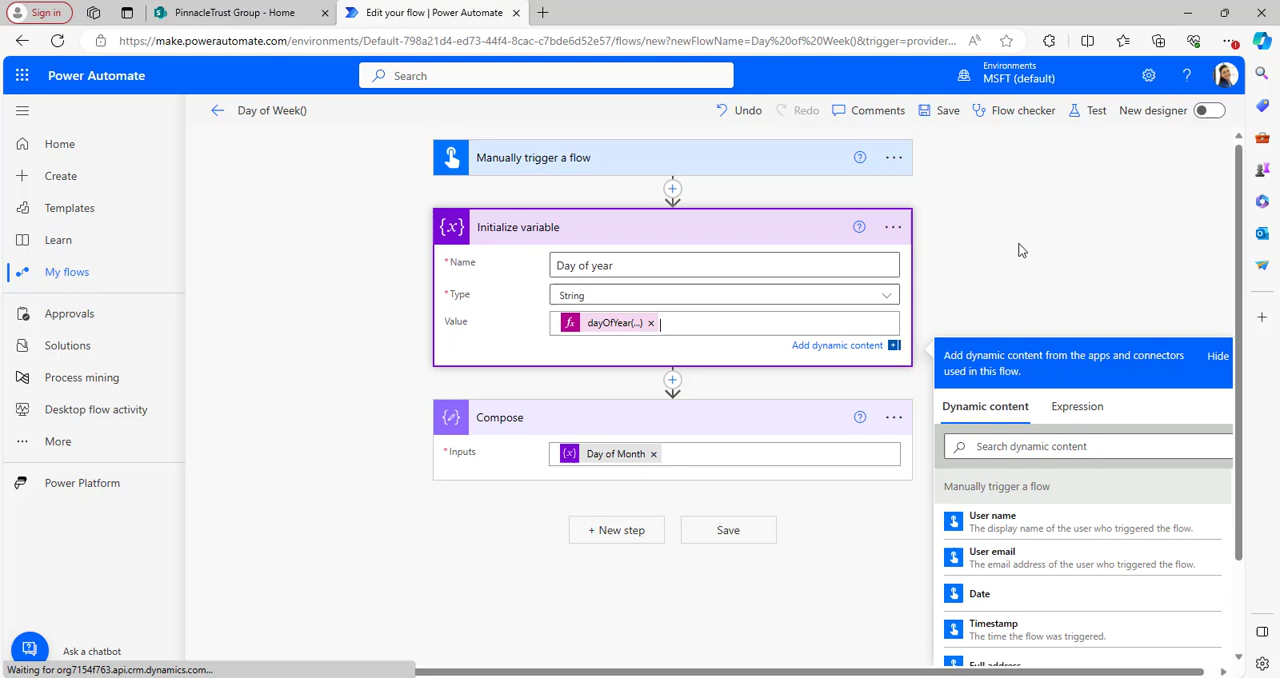 Sign in
PinnacleTrust Group - Home
Edit your flow | Power Automate
https://make.powerautomate.com/environments/Default-798a21d4-ed73-44f4-8cac-c7bde6d52e57/flows/new?newFlowName=Day%20of%20Week()&trigger=provider...
Power Automate
Search
Environments
MSFT (default)
Day of Week()
Undo
Redo
Comments
Save
Flow checker
Test
New designer
Home
Create
Templates
Learn
My flows
Approvals
Solutions
Process mining
Desktop flow activity
More
Power Platform
Ask a chatbot
Manually trigger a flow
Initialize variable
* Name
Day of year
* Type
String
Value
dayOfYear(...)
Add dynamic content
Compose
* Inputs
Day of Month
+ New step
Save
Add dynamic content from the apps and connectors
used in this flow.
Hide
Dynamic content
Expression
Search dynamic content
Manually trigger a flow
User name
The display name of the user who triggered the flow.
User email
The email address of the user who triggered the flow.
Date
Timestamp
The time the flow was triggered.
Full address
Waiting for org7154f763.api.crm.dynamics.com...